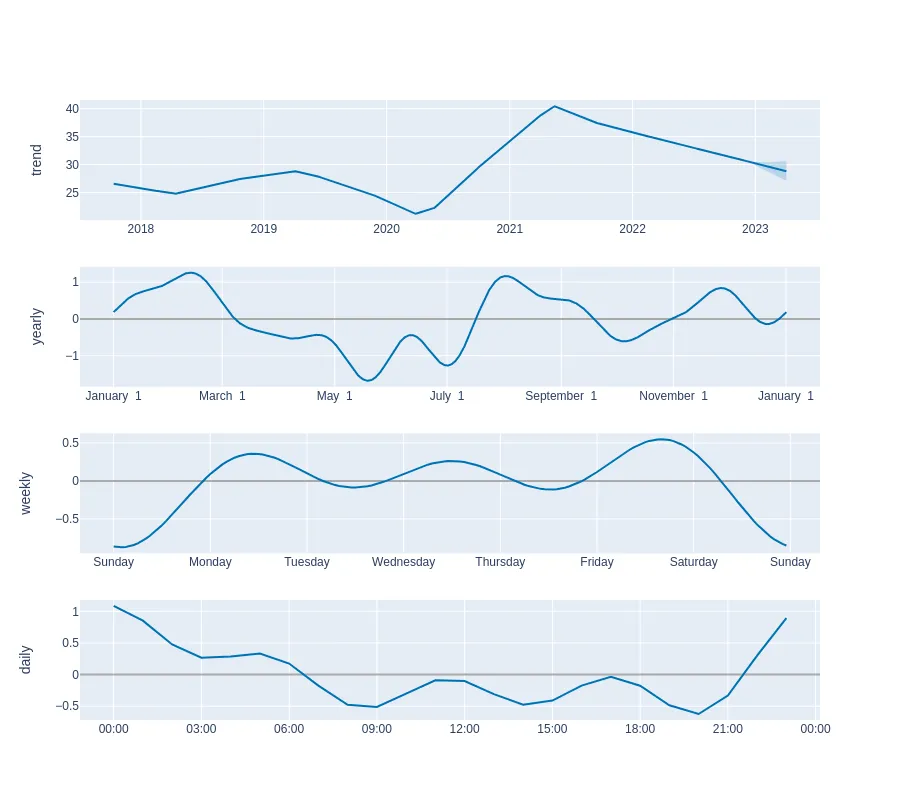 trend
40
35
30
25
2018 2019 2020 2021 2022 2023
yearly
1
0
−1
January 1 March 1 May 1 July 1 September 1 November 1 January 1
weekly
0.5
0
−0.5
Sunday Monday Tuesday Wednesday Thursday Friday Saturday Sunday
daily
1
0.5
0
−0.5
00:00 03:00 06:00 09:00 12:00 15:00 18:00 21:00 00:00